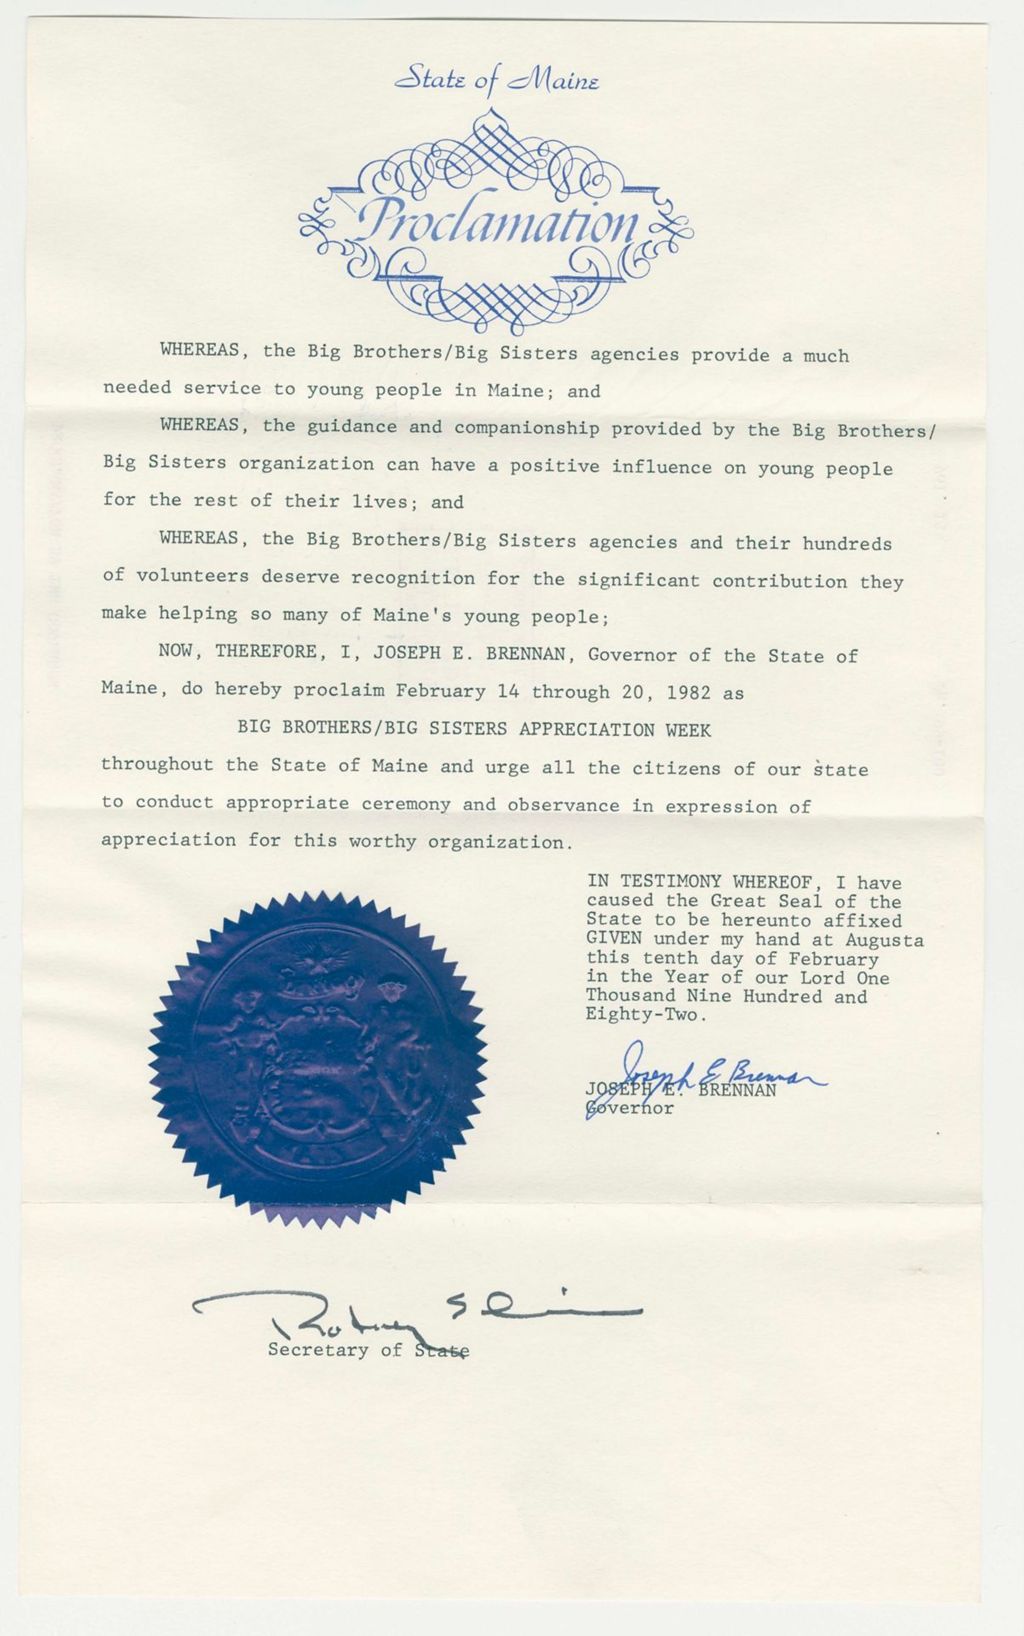 State of Maine
Proclamation
WHEREAS, the Big Brothers/Big Sisters agencies provide a much
needed service to young people in Maine; and
WHEREAS, the guidance and companionship provided by the Big Brothers/
Big Sisters organization can have a positive influence on young people
for the rest of their lives; and
WHEREAS, the Big Brothers/Big Sisters agencies and their hundreds
of volunteers deserve recognition for the significant contribution they
make helping so many of Maine's young people;
NOW, THEREFORE, I, JOSEPH E. BRENNAN, Governor of the State of
Maine, do hereby proclaim February 14 through 20, 1982 as
BIG BROTHERS/BIG SISTERS APPRECIATION WEEK
throughout the State of Maine and urge all the citizens of our state
to conduct appropriate ceremony and observance in expression of
appreciation for this worthy organization.
IN TESTIMONY WHEREOF, I have
caused the Great Seal of the
State to be hereunto affixed
GIVEN under my hand at Augusta
this tenth day of February
in the Year of our Lord One
Thousand Nine Hundred and
Eighty-Two.
Joseph E Brennan
JOSEPH E. BRENNAN
Governor
Rodney
Secretary of State